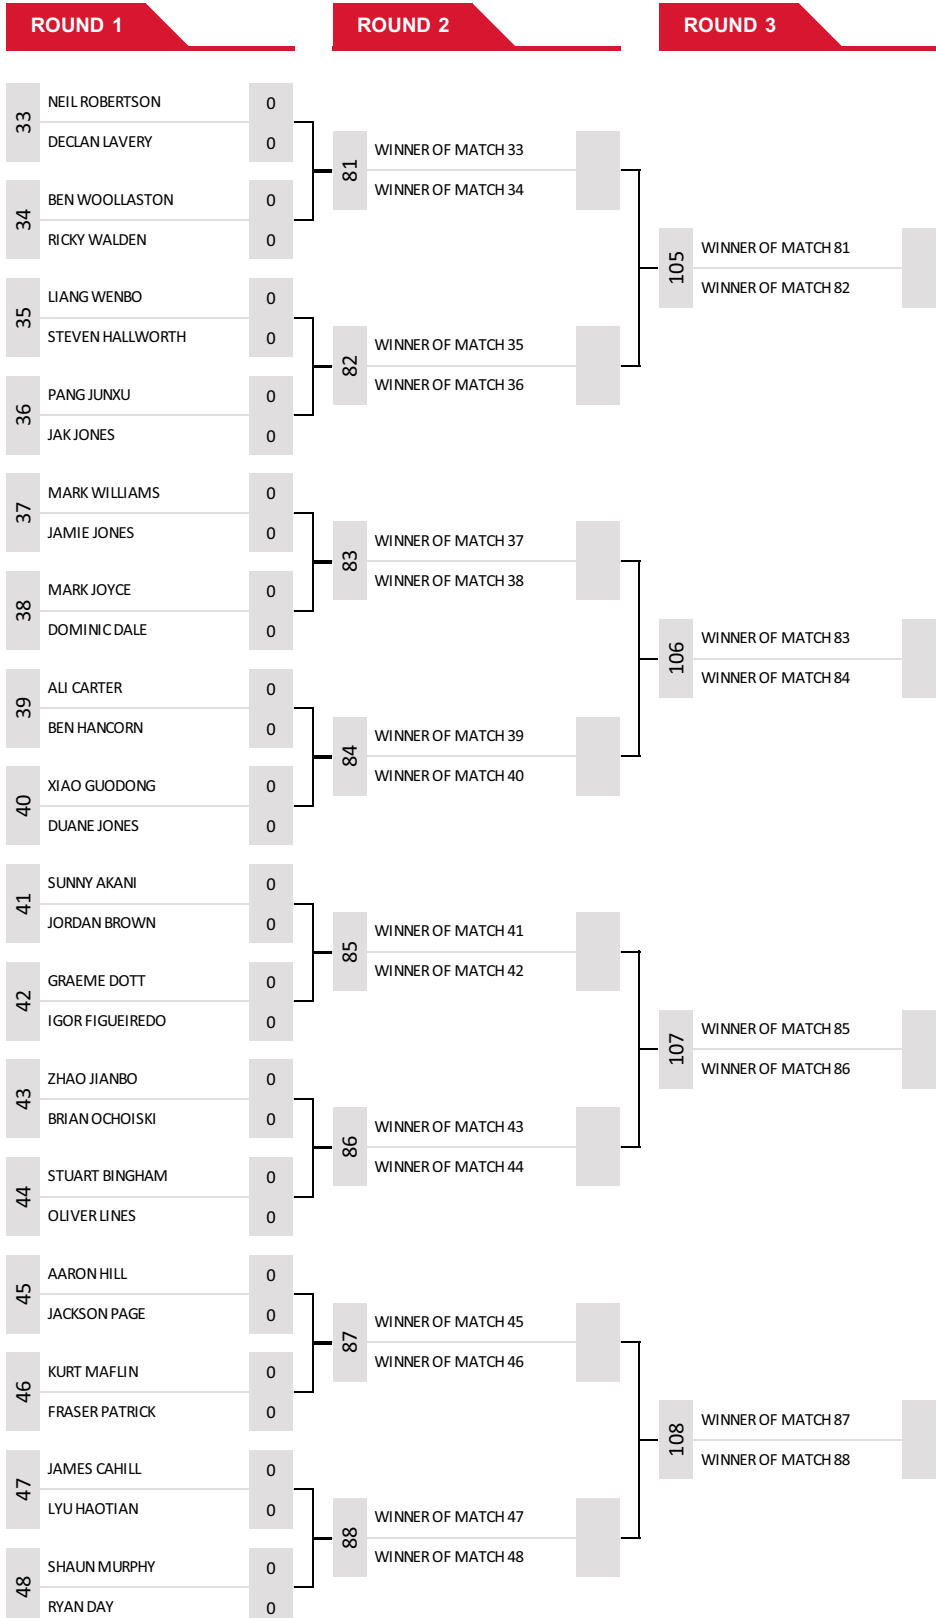 ROUND 1
ROUND 2
ROUND 3
33
NEIL ROBERTSON 0
DECLAN LAVERY 0
34
BEN WOOLLASTON 0
RICKY WALDEN 0
35
LIANG WENBO 0
STEVEN HALLWORTH 0
36
PANG JUNXU 0
JAK JONES 0
37
MARK WILLIAMS 0
JAMIE JONES 0
38
MARK JOYCE 0
DOMINIC DALE 0
39
ALI CARTER 0
BEN HANCORN 0
40
XIAO GUODONG 0
DUANE JONES 0
41
SUNNY AKANI 0
JORDAN BROWN 0
42
GRAEME DOTT 0
IGOR FIGUEIREDO 0
43
ZHAO JIANBO 0
BRIAN OCHOISKI 0
44
STUART BINGHAM 0
OLIVER LINES 0
45
AARON HILL 0
JACKSON PAGE 0
46
KURT MAFLIN 0
FRASER PATRICK 0
47
JAMES CAHILL 0
LYU HAOTIAN 0
48
SHAUN MURPHY 0
RYAN DAY 0
81
WINNER OF MATCH 33
WINNER OF MATCH 34
82
WINNER OF MATCH 35
WINNER OF MATCH 36
83
WINNER OF MATCH 37
WINNER OF MATCH 38
84
WINNER OF MATCH 39
WINNER OF MATCH 40
85
WINNER OF MATCH 41
WINNER OF MATCH 42
86
WINNER OF MATCH 43
WINNER OF MATCH 44
87
WINNER OF MATCH 45
WINNER OF MATCH 46
88
WINNER OF MATCH 47
WINNER OF MATCH 48
105
WINNER OF MATCH 81
WINNER OF MATCH 82
106
WINNER OF MATCH 83
WINNER OF MATCH 84
107
WINNER OF MATCH 85
WINNER OF MATCH 86
108
WINNER OF MATCH 87
WINNER OF MATCH 88